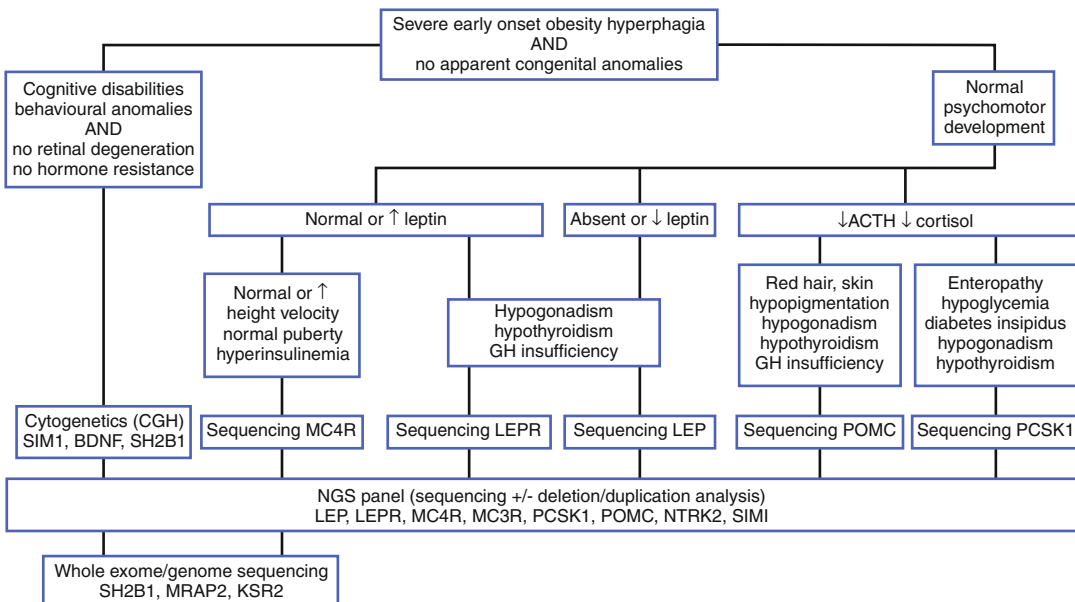 Severe early onset obesity hyperphagia
AND
no apparent congenital anomalies
Cognitive disabilities
behavioural anomalies
AND
no retinal degeneration
no hormone resistance
Normal
psychomotor
development
Normal or ↑ leptin
Absent or ↓ leptin
↓ACTH ↓ cortisol
Normal or ↑
height velocity
normal puberty
hyperinsulinemia
Hypogonadism
hypothyroidism
GH insufficiency
Red hair, skin
hypopigmentation
hypogonadism
hypothyroidism
GH insufficiency
Enteropathy
hypoglycemia
diabetes insipidus
hypogonadism
hypothyroidism
Cytogenetics (CGH)
SIM1, BDNF, SH2B1
Sequencing MC4R
Sequencing LEPR
Sequencing LEP
Sequencing POMC
Sequencing PCSK1
NGS panel (sequencing +/- deletion/duplication analysis)
LEP, LEPR, MC4R, MC3R, PCSK1, POMC, NTRK2, SIMI
Whole exome/genome sequencing
SH2B1, MRAP2, KSR2